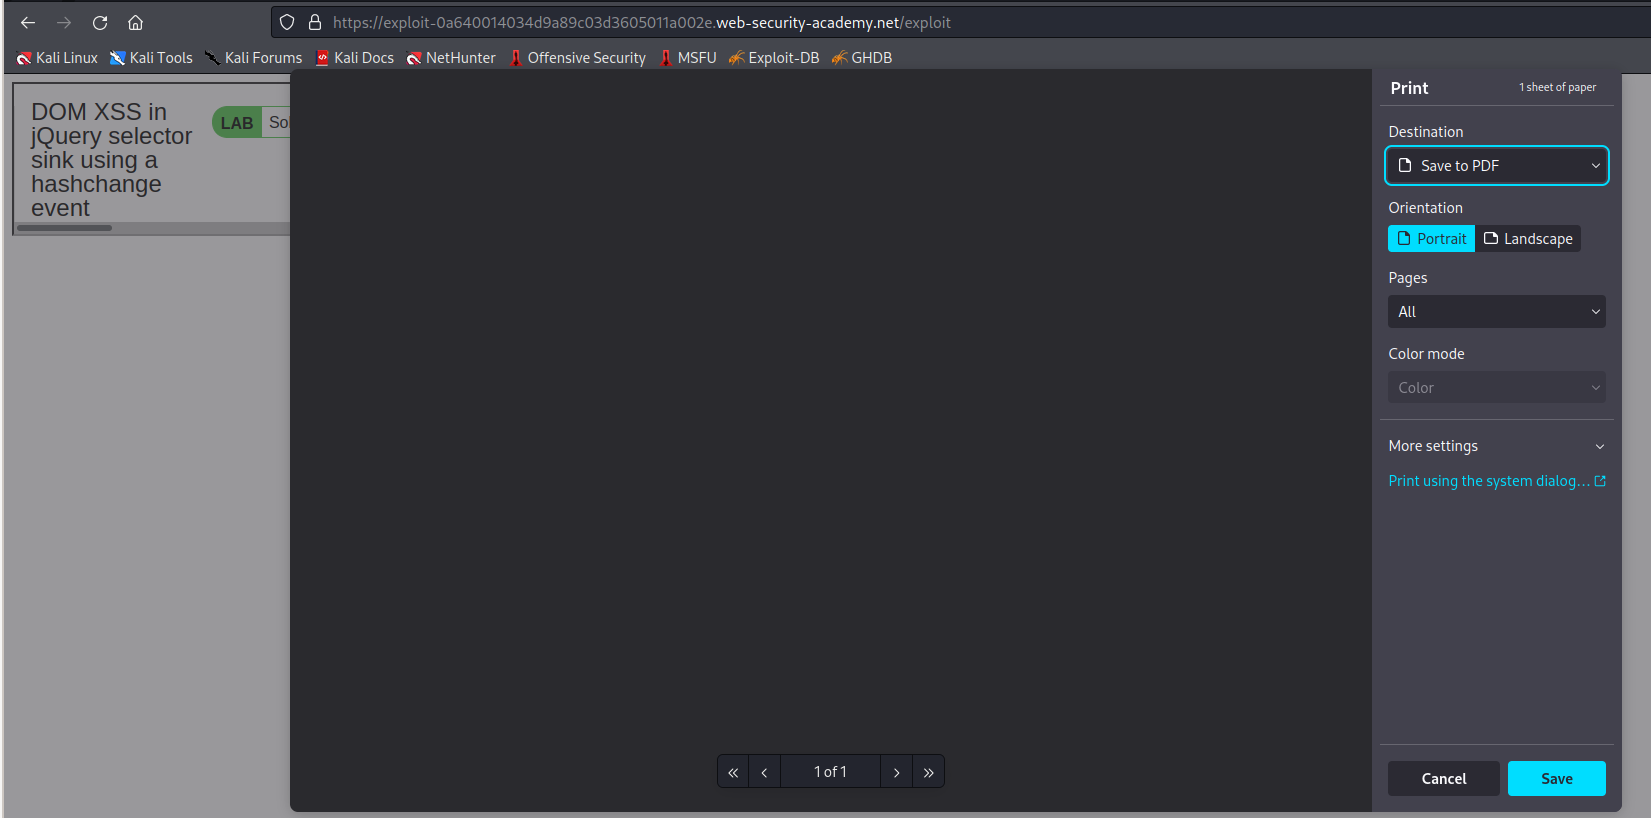 https://exploit-0a640014034d9a89c03d3605011a002e.web-security-academy.net/exploit
Kali Linux Kali Tools Kali Forums Kali Docs NetHunter Offensive Security MSFU Exploit-DB GHDB
DOM XSS in
jQuery selector
sink using a
hashchange
event
LAB
Print 1 sheet of paper
Destination
Save to PDF
Orientation
Portrait Landscape
Pages
All
Color mode
Color
More settings
Print using the system dialog...
1 of 1
Cancel Save